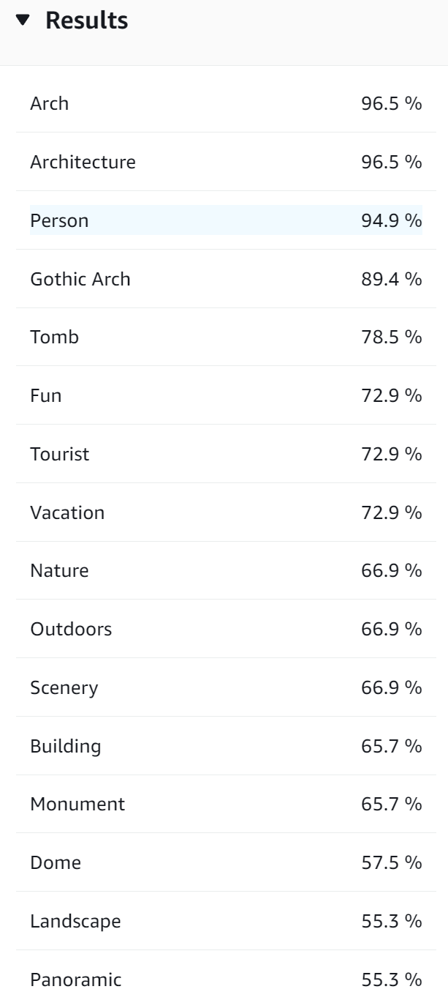 Results
Arch 96.5 %
Architecture 96.5 %
Person 94.9 %
Gothic Arch 89.4 %
Tomb 78.5 %
Fun 72.9 %
Tourist 72.9 %
Vacation 72.9 %
Nature 66.9 %
Outdoors 66.9 %
Scenery 66.9 %
Building 65.7 %
Monument 65.7 %
Dome 57.5 %
Landscape 55.3 %
Panoramic 55.3 %